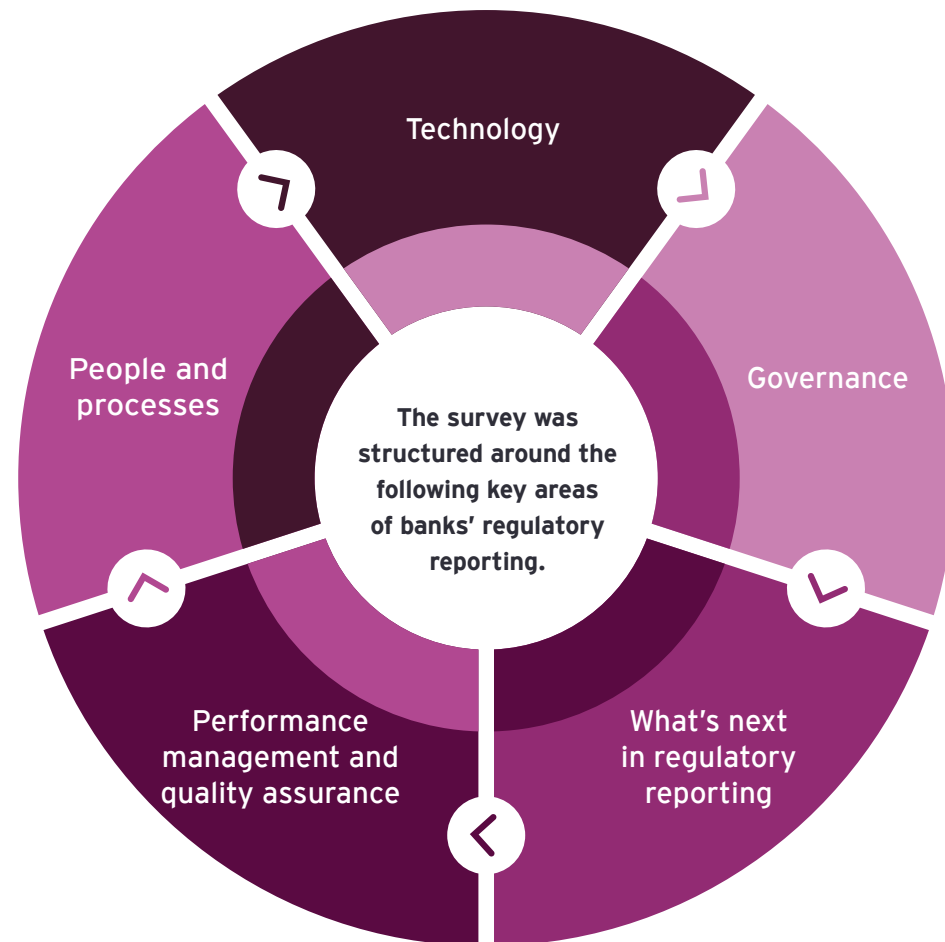 Technology
Governance
What’s next
in regulatory
reporting
Performance
management and
quality assurance
People and
processes
The survey was
structured around the
following key areas
of banks’ regulatory
reporting.